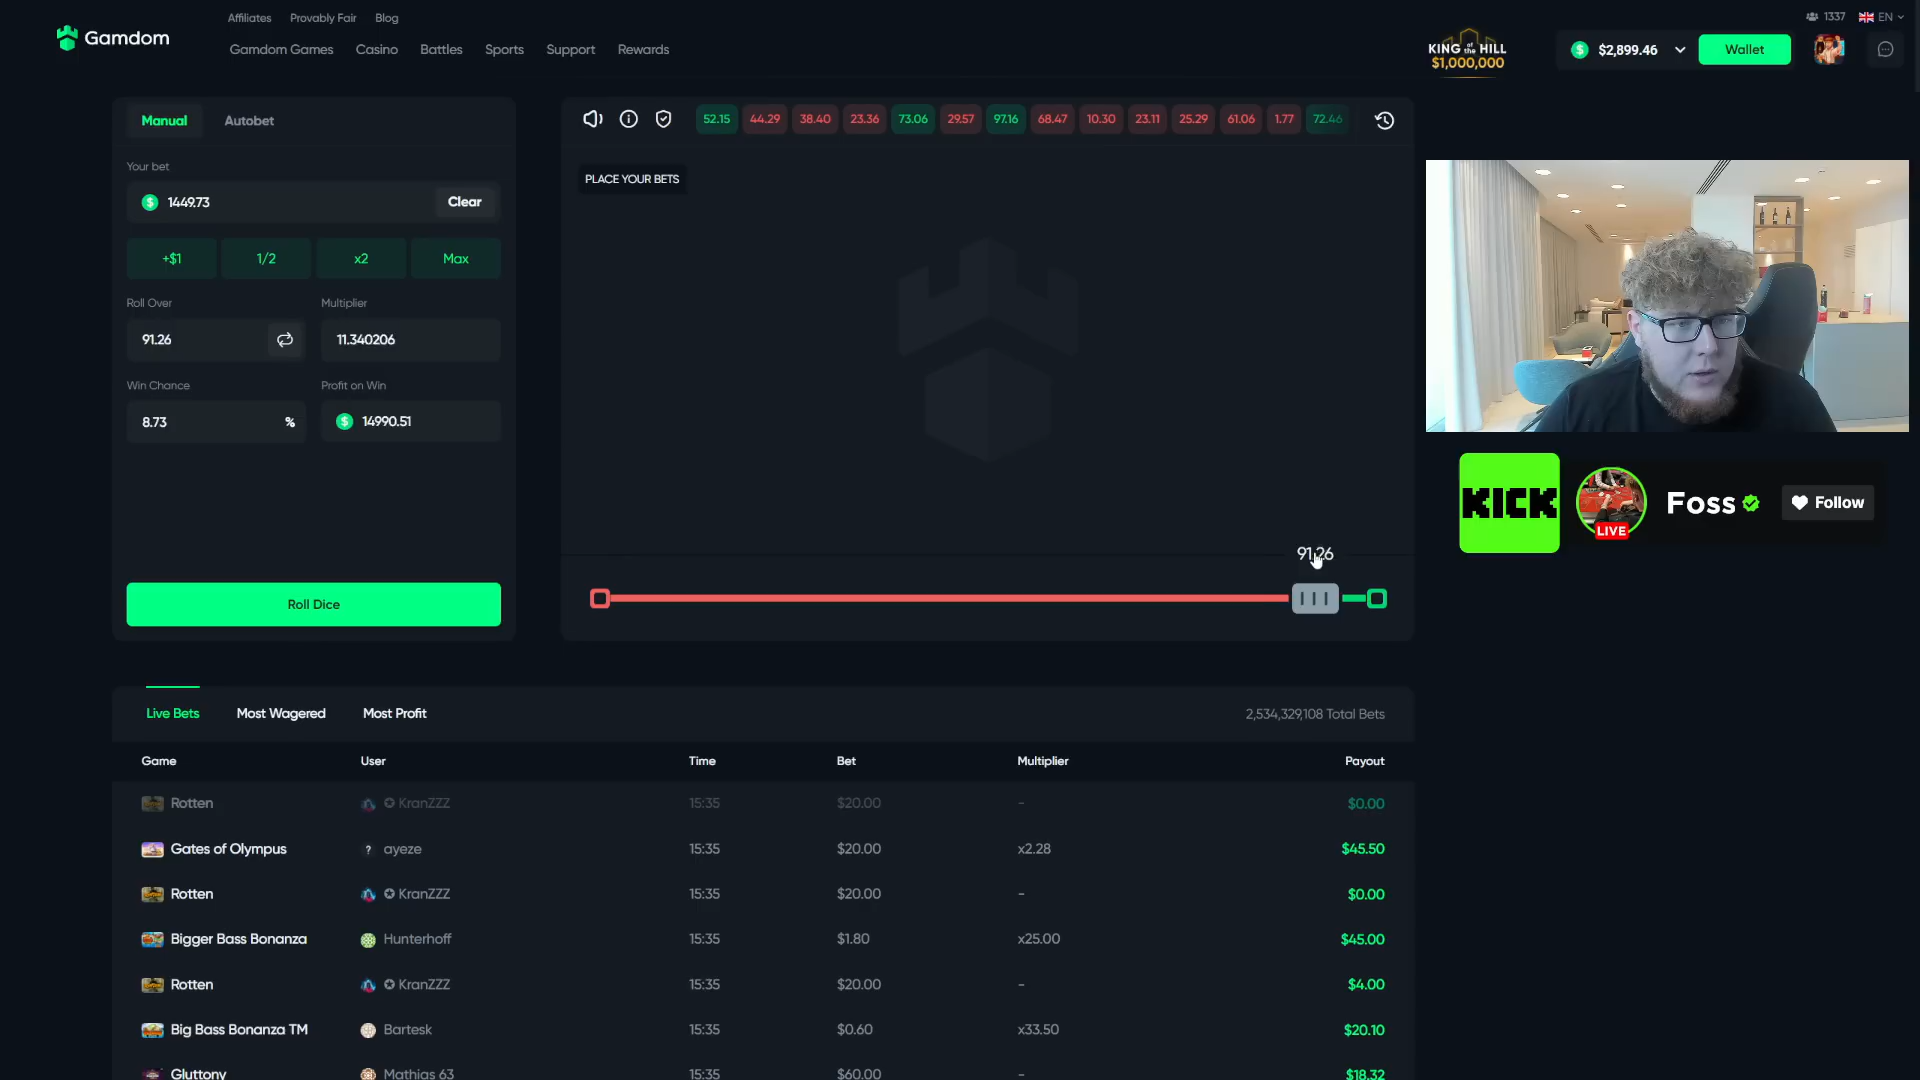 Affiliates Provably Fair Blog
1337 EN
Gamdom
Gamdom Games Casino Battles Sports Support Rewards
KING of the HILL
$1,000,000
$2,899.46
Wallet
Manual Autobet
52.15 44.29 38.40 23.36 73.06 29.57 97.16 68.47 10.30 23.11 25.29 61.06 1.77 72.46
Your bet
PLACE YOUR BETS
$ 1449.73 Clear
+$1 1/2 x2 Max
Roll Over Multiplier
91.26 11.340206
Win Chance Profit on Win
8.73 % $ 14990.51
91.26
Roll Dice
KICK
LIVE
Foss
Follow
Live Bets Most Wagered Most Profit
2,534,329,108 Total Bets
Game User Time Bet Multiplier Payout
Rotten KranZZZ 15:35 $20.00 - $0.00
Gates of Olympus ? ayeze 15:35 $20.00 x2.28 $45.50
Rotten KranZZZ 15:35 $20.00 - $0.00
Bigger Bass Bonanza Hunterhoff 15:35 $1.80 x25.00 $45.00
Rotten KranZZZ 15:35 $20.00 - $4.00
Big Bass Bonanza TM Bartesk 15:35 $0.60 x33.50 $20.10
Gluttony Mathias 63 15:35 $60.00 - $18.32